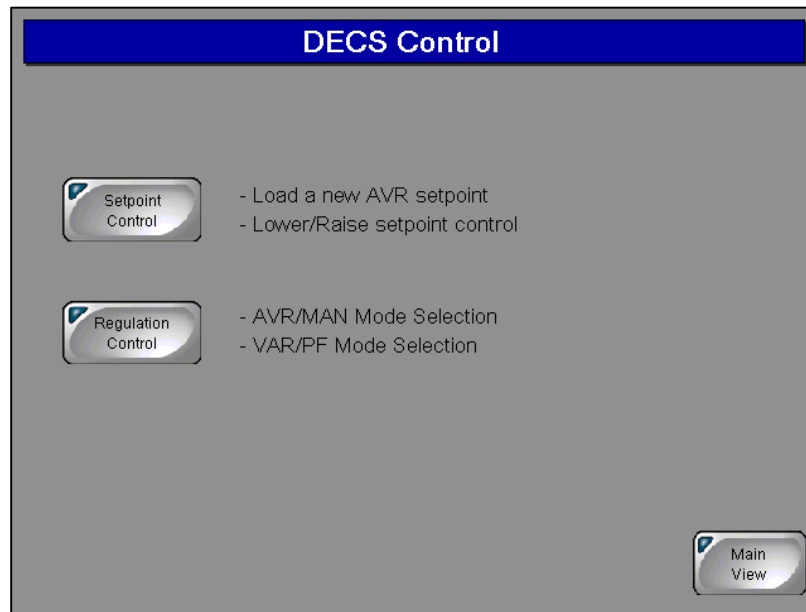 DECS Control
Setpoint
Control
- Load a new AVR setpoint
- Lower/Raise setpoint control
Regulation
Control
- AVR/MAN Mode Selection
- VAR/PF Mode Selection
Main
View